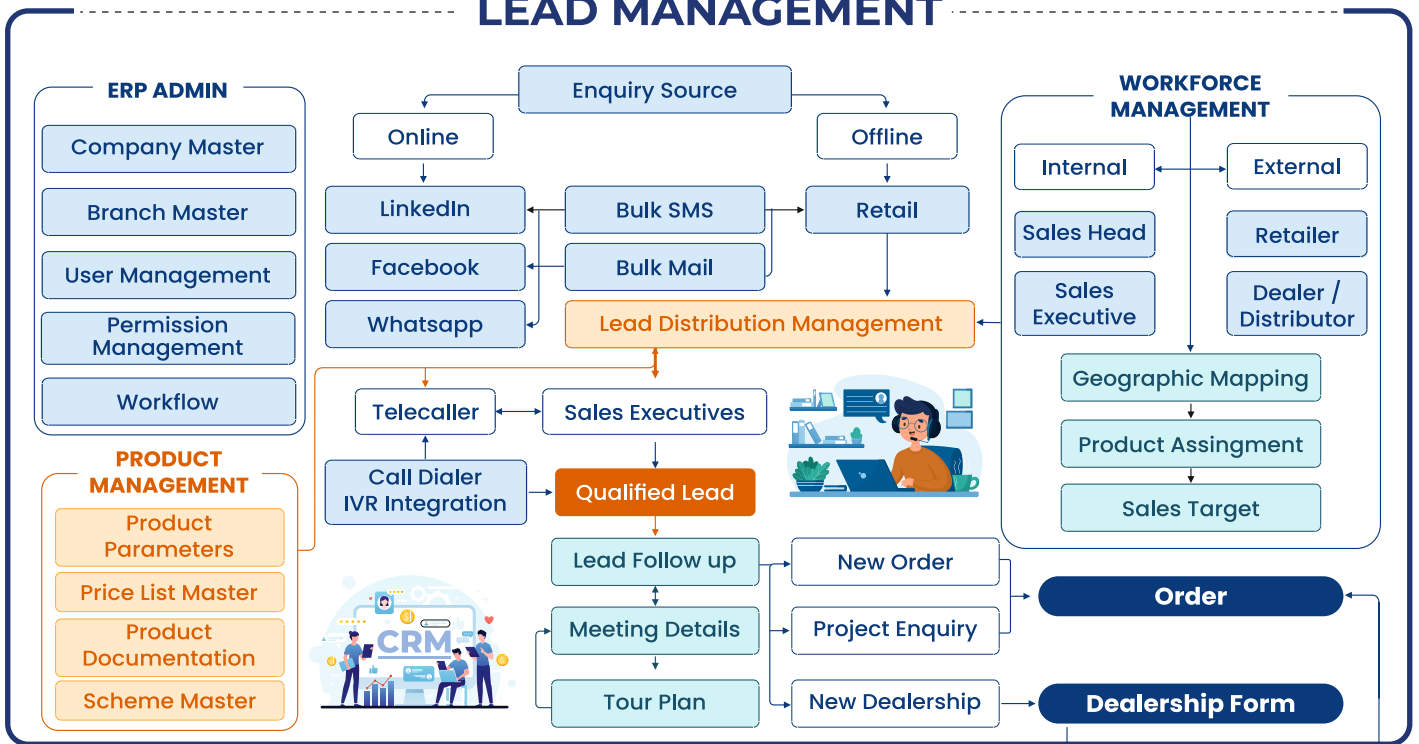 LEAD MANAGEMENT
ERP ADMIN
Company Master
Branch Master
User Management
Permission
Management
Workflow
PRODUCT
MANAGEMENT
Product
Parameters
Price List Master
Product
Documentation
Scheme Master
Enquiry Source
Online
Offline
LinkedIn
Bulk SMS
Retail
Facebook
Bulk Mail
Whatsapp
Lead Distribution Management
Telecaller
Sales Executives
Call Dialer
IVR Integration
Qualified Lead
Lead Follow up
New Order
Meeting Details
Project Enquiry
Tour Plan
New Dealership
CRM
WORKFORCE
MANAGEMENT
Internal
External
Sales Head
Retailer
Sales
Executive
Dealer /
Distributor
Geographic Mapping
Product Assingment
Sales Target
Order
Dealership Form